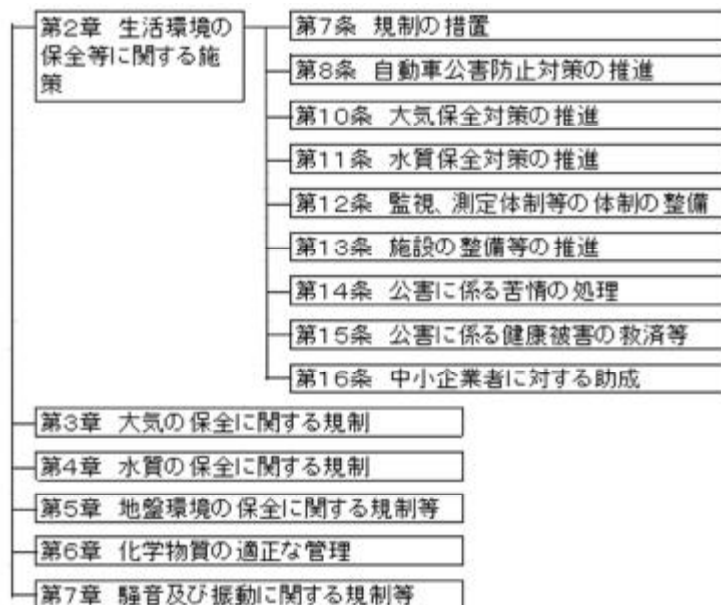 第2章 生活環境の
保全等に関する施
策
第7条 規制の措置
第8条 自動車公害防止対策の推進
第10条 大気保全対策の推進
第11条 水質保全対策の推進
第12条 監視、測定体制等の体制の整備
第13条 施設の整備等の推進
第14条 公害に係る苦情の処理
第15条 公害に係る健康被害の救済等
第16条 中小企業者に対する助成
第3章 大気の保全に関する規制
第4章 水質の保全に関する規制
第5章 地盤環境の保全に関する規制等
第6章 化学物質の適正な管理
第7章 騒音及び振動に関する規制等